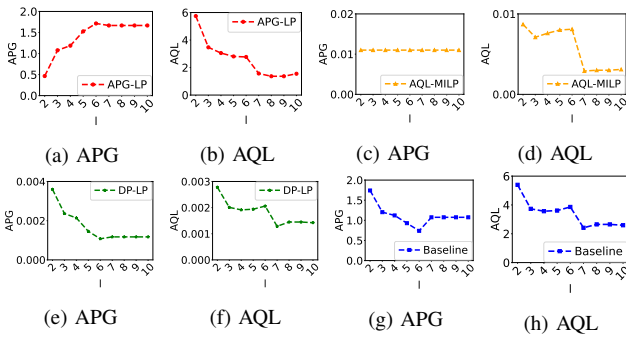 2.0
1.5
1.0
0.5
0.0
APG
APG-LP
2 3 4 5 6 7 8 9 10
l
(a) APG
6
4
2
0
AQL
APG-LP
2 3 4 5 6 7 8 9 10
l
(b) AQL
0.02
0.01
0.00
APG
AQL-MILP
2 3 4 5 6 7 8 9 10
l
(c) APG
0.01
0.00
AQL
AQL-MILP
2 3 4 5 6 7 8 9 10
l
(d) AQL
0.004
0.002
0.000
APG
DP-LP
2 3 4 5 6 7 8 9 10
l
(e) APG
0.003
0.002
0.001
0.000
AQL
DP-LP
2 3 4 5 6 7 8 9 10
l
(f) AQL
2.0
1.5
1.0
0.5
0.0
APG
Baseline
2 3 4 5 6 7 8 9 10
l
(g) APG
6
4
2
0
AQL
Baseline
2 3 4 5 6 7 8 9 10
l
(h) AQL